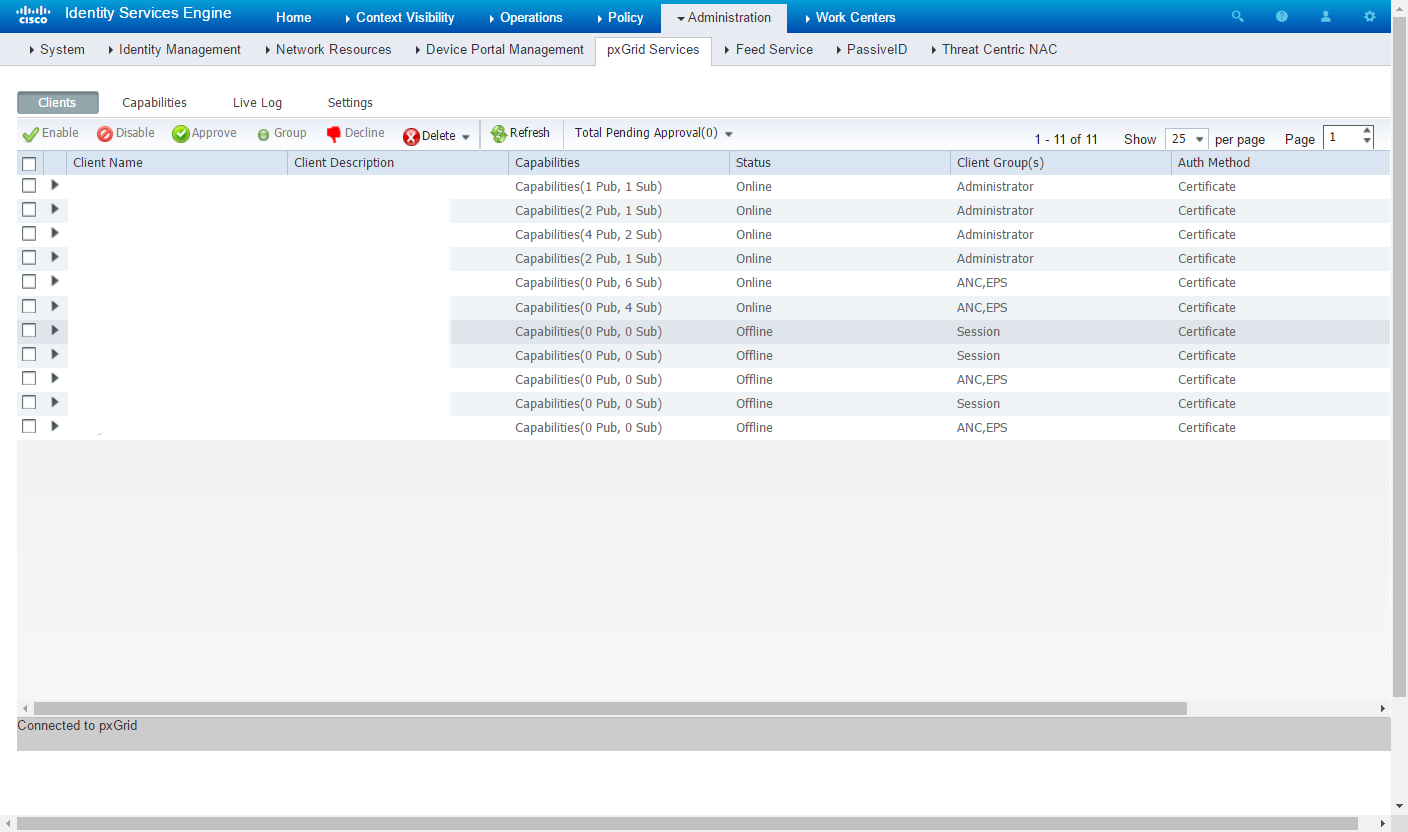 cisco Identity Services Engine Home Context Visibility Operations Policy Administration Work Centers
System Identity Management Network Resources Device Portal Management pxGrid Services Feed Service PassiveID Threat Centric NAC
Clients Capabilities Live Log Settings
Enable Disable Approve Group Decline Delete Refresh Total Pending Approval(0) 1 - 11 of 11 Show 25 per page Page 1
Client Name Client Description Capabilities Status Client Group(s) Auth Method
Capabilities(1 Pub, 1 Sub) Online Administrator Certificate
Capabilities(2 Pub, 1 Sub) Online Administrator Certificate
Capabilities(4 Pub, 2 Sub) Online Administrator Certificate
Capabilities(2 Pub, 1 Sub) Online Administrator Certificate
Capabilities(0 Pub, 6 Sub) Online ANC,EPS Certificate
Capabilities(0 Pub, 4 Sub) Online ANC,EPS Certificate
Capabilities(0 Pub, 0 Sub) Offline Session Certificate
Capabilities(0 Pub, 0 Sub) Offline Session Certificate
Capabilities(0 Pub, 0 Sub) Offline ANC,EPS Certificate
Capabilities(0 Pub, 0 Sub) Offline Session Certificate
Capabilities(0 Pub, 0 Sub) Offline ANC,EPS Certificate
Connected to pxGrid